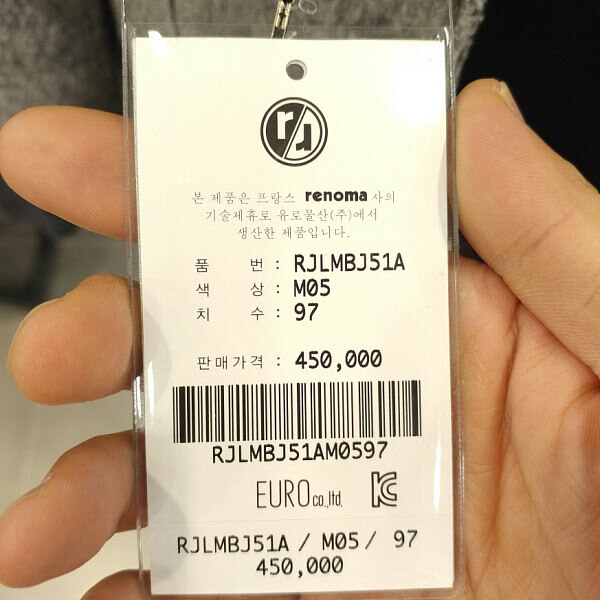 rr
본 제품은 프랑스 renoma 사의
기술제휴로 유로물산(주)에서
생산한 제품입니다.
품 번 : RJLMBJ51A
색 상 : M05
치 수 : 97
판매가격 : 450,000
RJLMBJ51AM0597
EURO co.,ltd. KC
RJLMBJ51A / M05 / 97
450,000